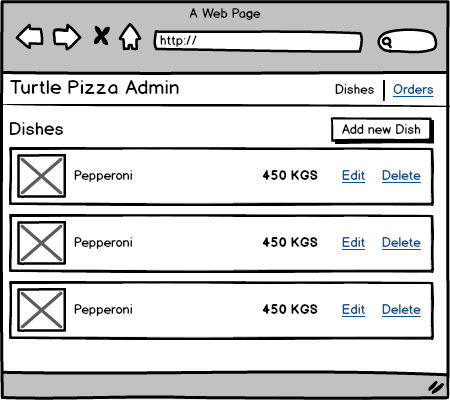 A Web Page
http://
Turtle Pizza Admin Dishes Orders
Dishes Add new Dish
Pepperoni 450 KGS Edit Delete
Pepperoni 450 KGS Edit Delete
Pepperoni 450 KGS Edit Delete